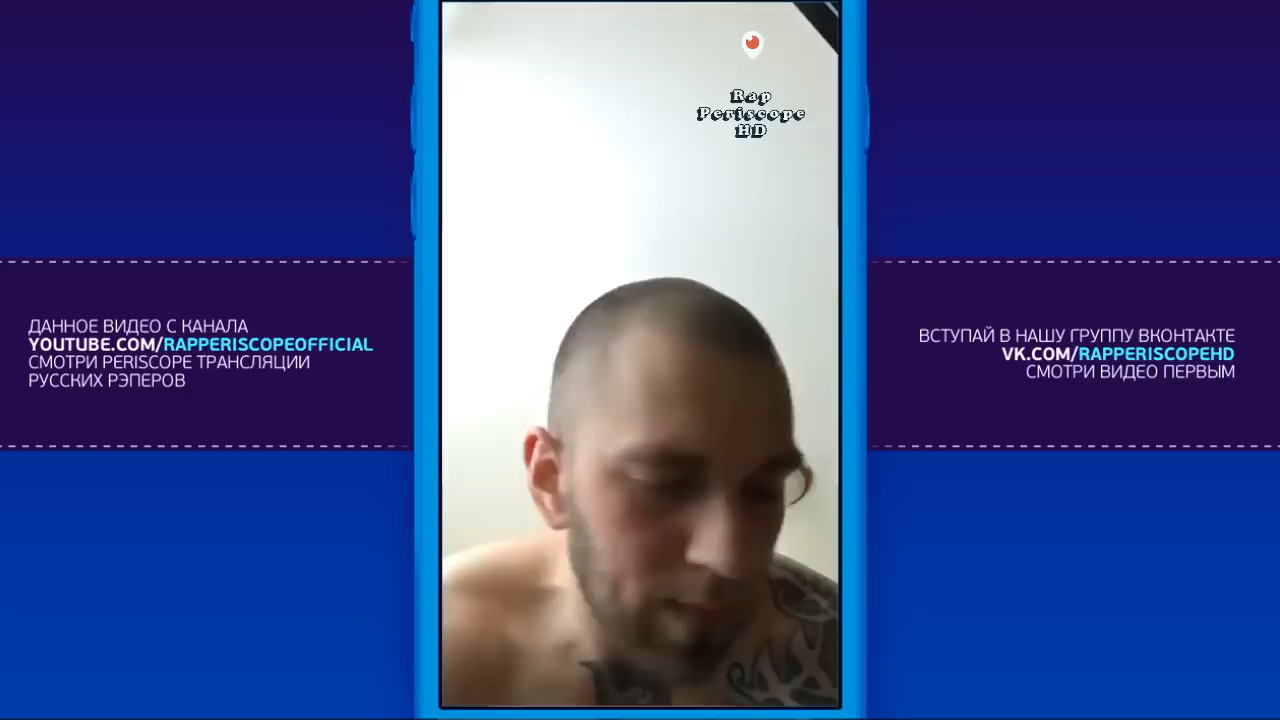 Rap
Periscope
HD
ДАННОЕ ВИДЕО С КАНАЛА
YOUTUBE.COM/RAPPERISCOPEOFFICIAL
СМОТРИ PERISCOPE ТРАНСЛЯЦИИ
РУССКИХ РЭПЕРОВ
ВСТУПАЙ В НАШУ ГРУППУ ВКОНТАКТЕ
VK.COM/RAPPERISCOPEHD
СМОТРИ ВИДЕО ПЕРВЫМ